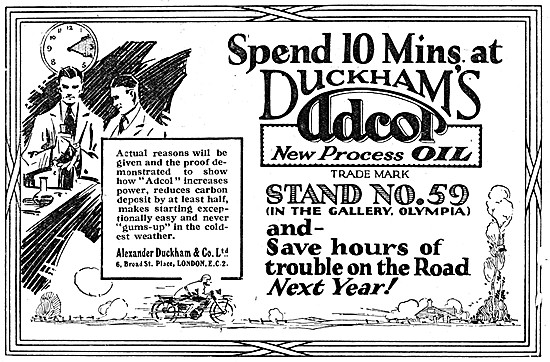 Spend 10 Mins. at
DUCKHAM'S
Adcol
New Process OIL
TRADE MARK
STAND NO. 59
(IN THE GALLERY, OLYMPIA)
and-
Save hours of
trouble on the Road
Next Year!
Actual reasons will be
given and the proof de-
monstrated to show
how "Adcol" increases
power, reduces carbon
deposit by at least half,
makes starting excep-
tionally easy and never
"gums-up" in the cold-
est weather.
Alexander Duckham & Co. Ltd
6, Broad St. Place, LONDON, E.C.2.